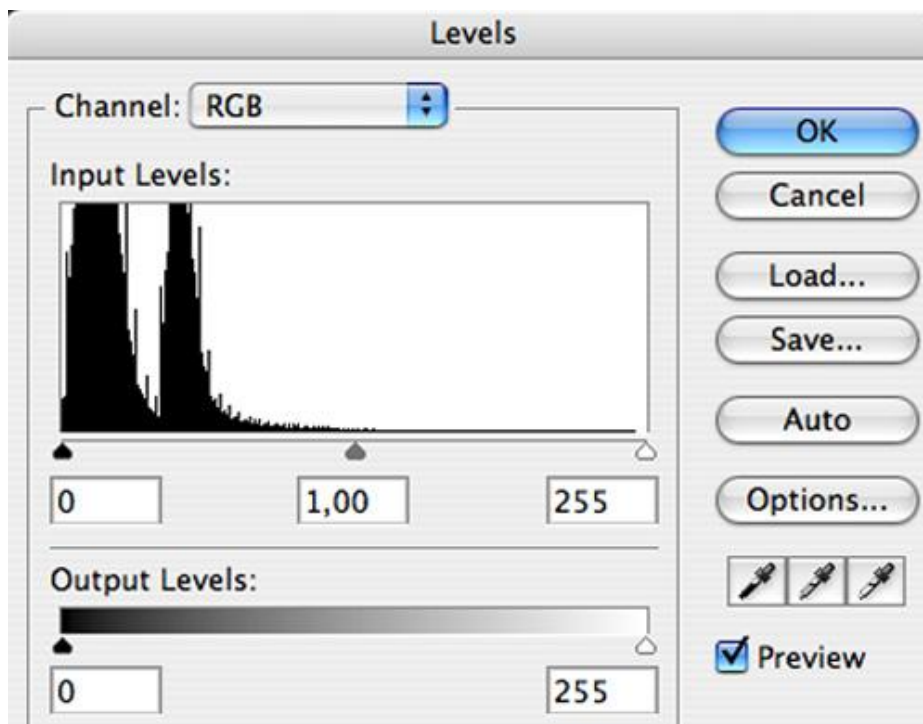 Levels
Channel: RGB
OK
Input Levels:
Cancel
Load...
Save...
Auto
0 1,00 255
Options...
Output Levels:
Preview
0 255